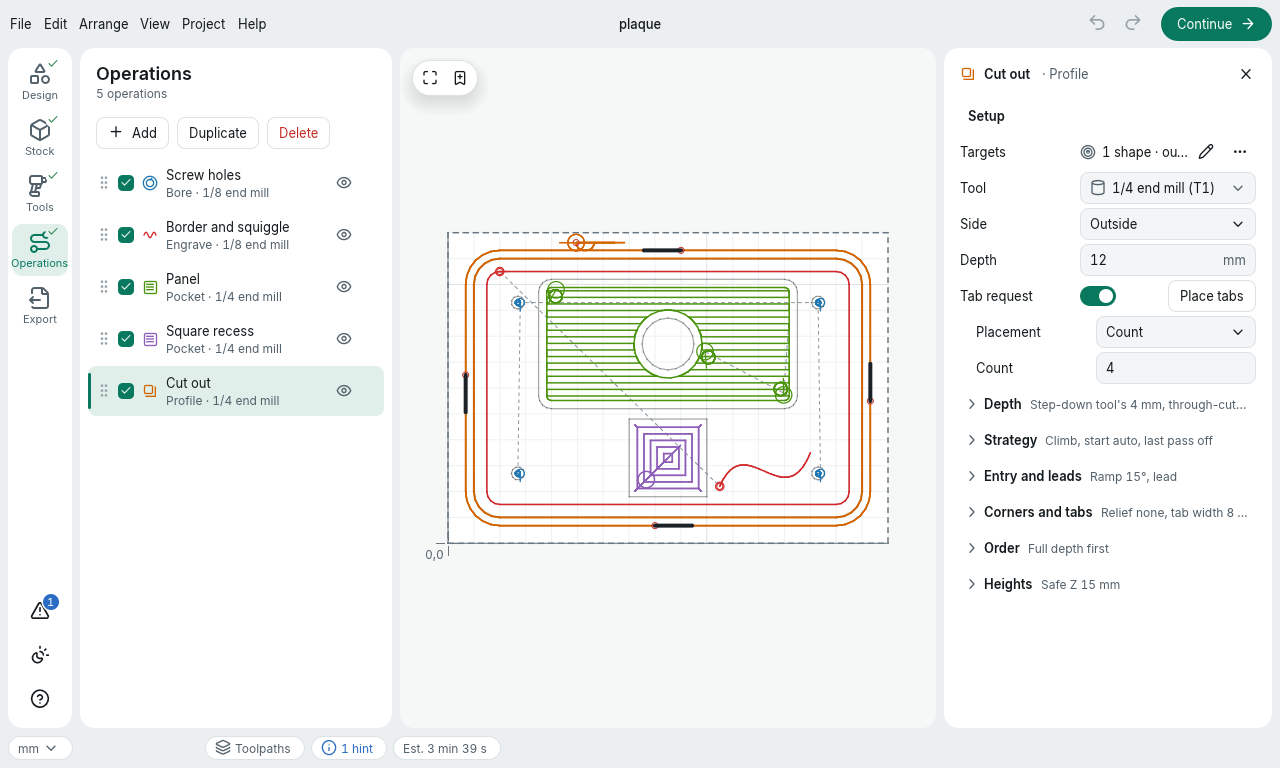 File Edit Arrange View Project Help
plaque
Continue
Design
Stock
Tools
Operations
Export
1
Operations
5 operations
Add
Duplicate
Delete
Screw holes
Bore · 1/8 end mill
Border and squiggle
Engrave · 1/8 end mill
Panel
Pocket · 1/4 end mill
Square recess
Pocket · 1/4 end mill
Cut out
Profile · 1/4 end mill
0,0
Cut out · Profile
Setup
Targets 1 shape · ou...
Tool 1/4 end mill (T1)
Side Outside
Depth 12 mm
Tab request Place tabs
Placement Count
Count 4
Depth Step-down tool's 4 mm, through-cut...
Strategy Climb, start auto, last pass off
Entry and leads Ramp 15°, lead
Corners and tabs Relief none, tab width 8 ...
Order Full depth first
Heights Safe Z 15 mm
mm
Toolpaths
1 hint
Est. 3 min 39 s